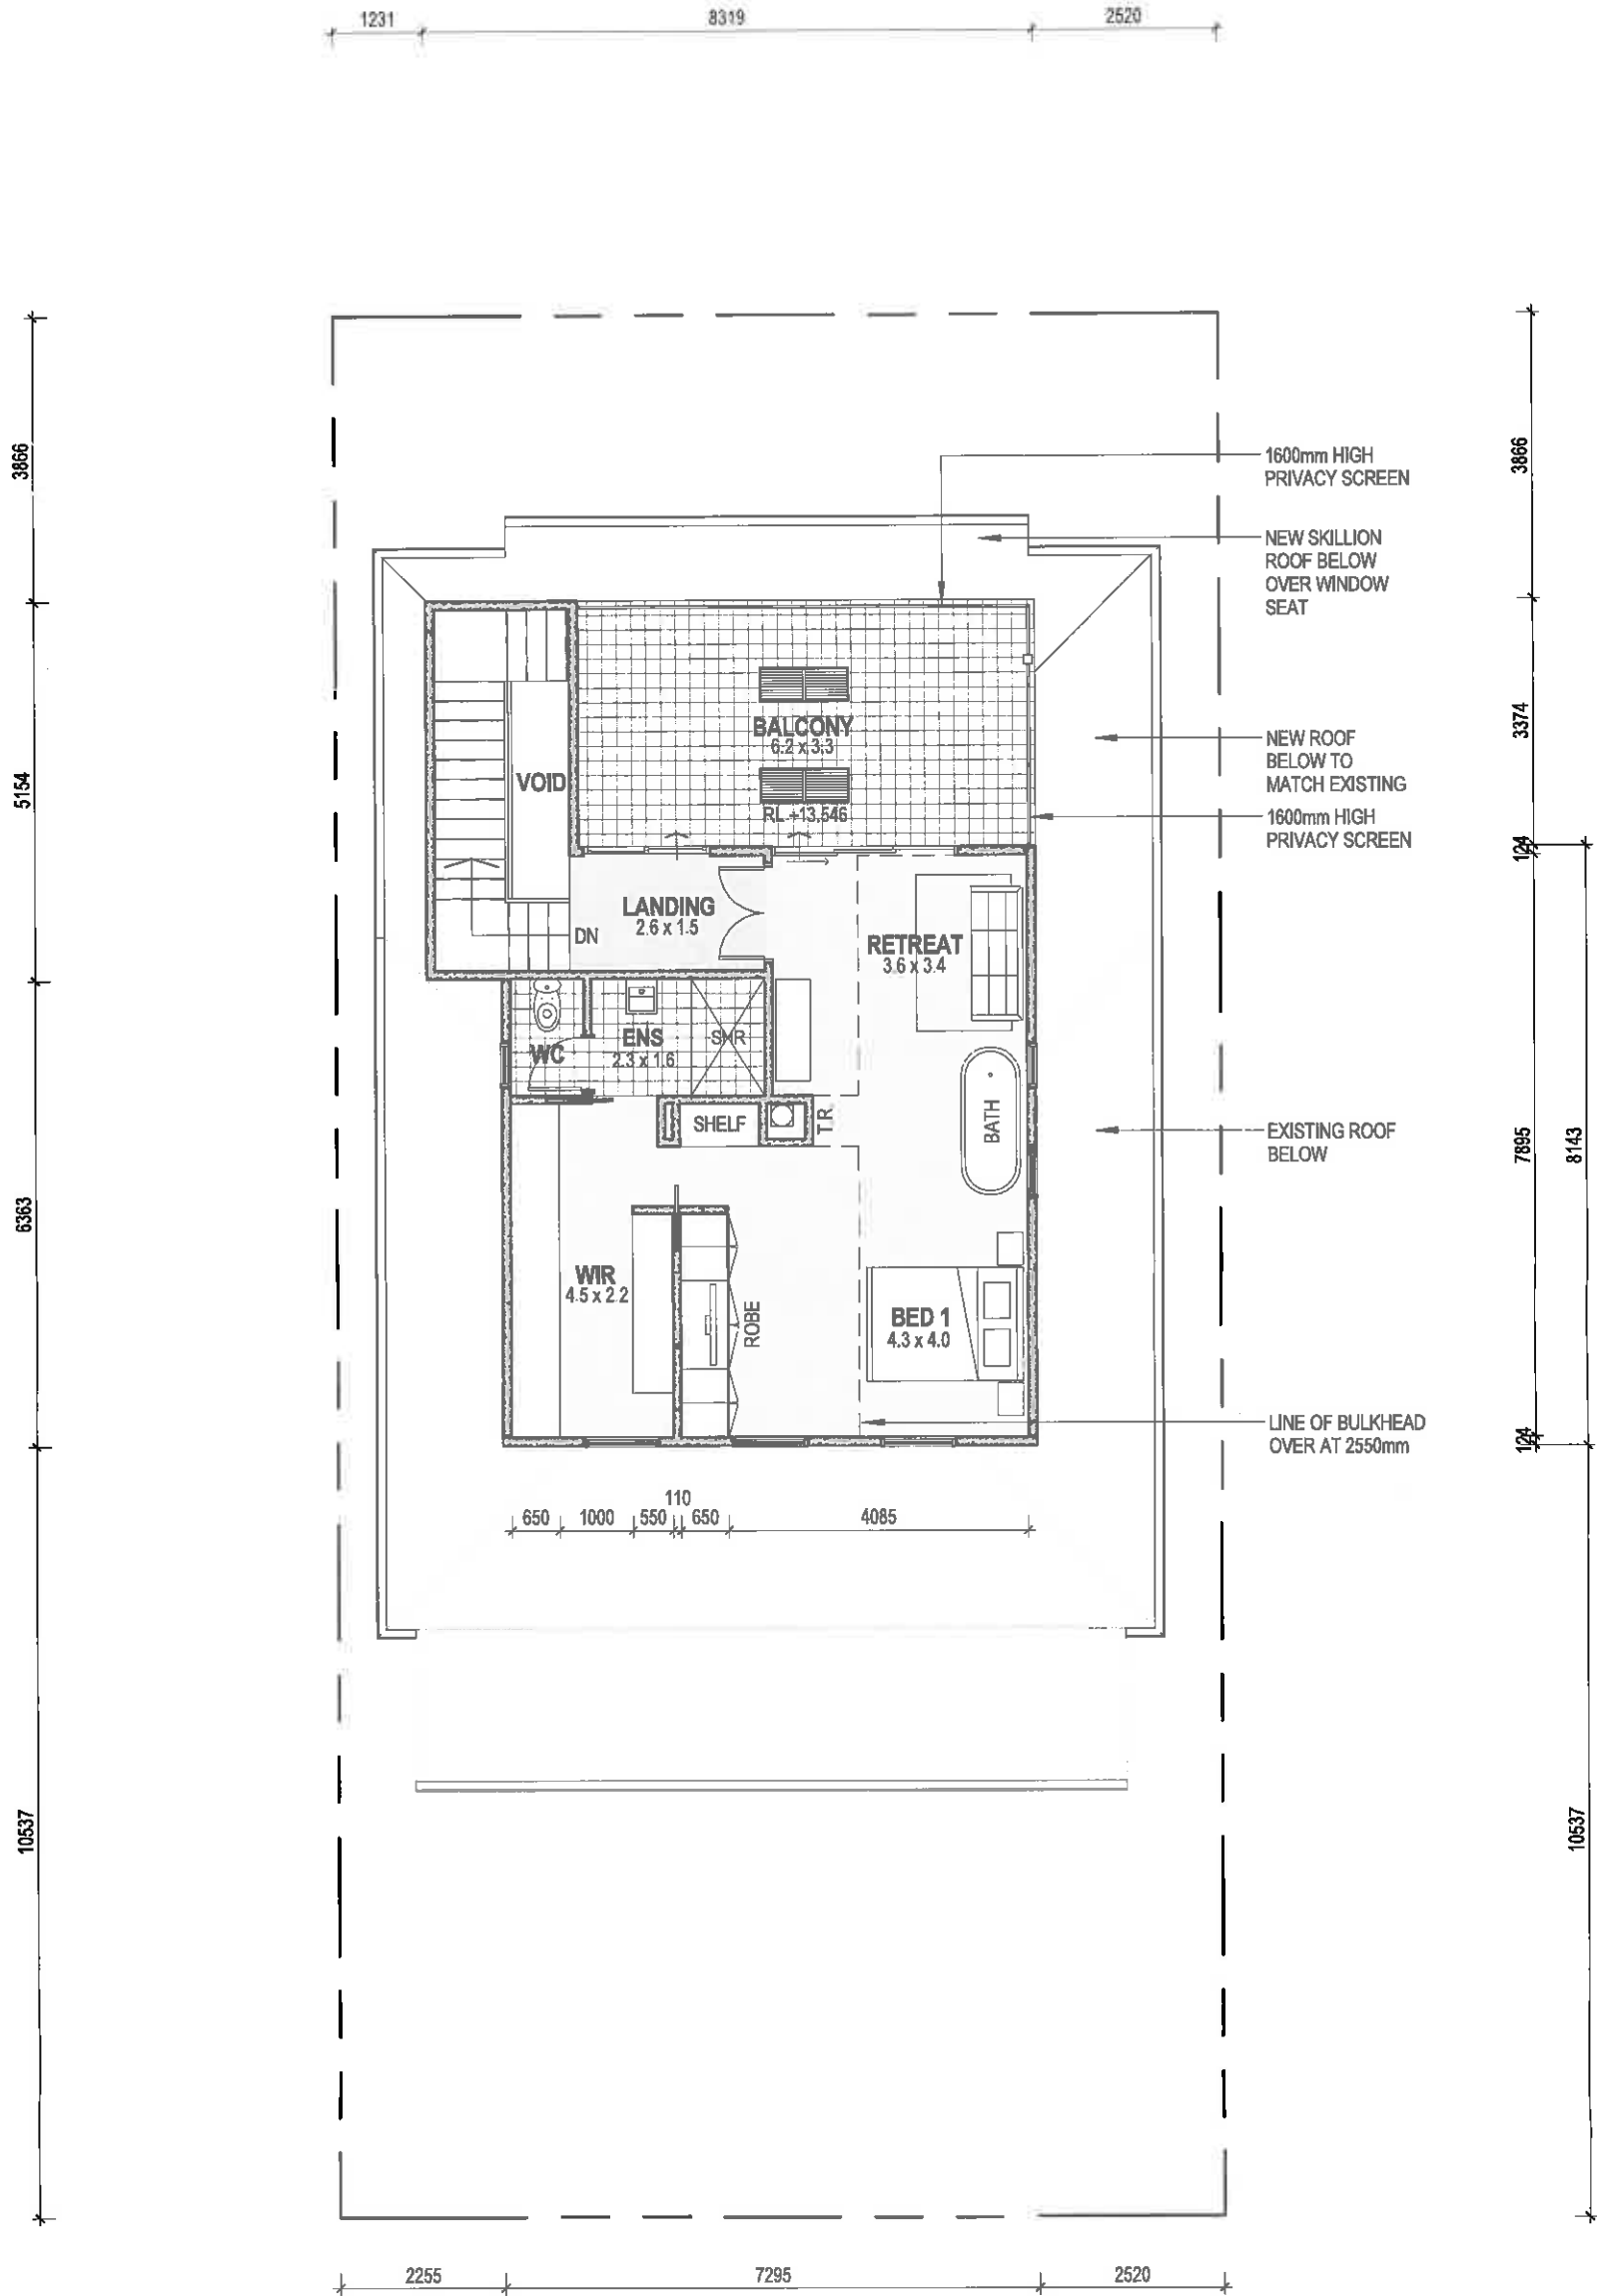 1231
8319
2520
3866
5154
6363
10537
3866
3374
124
7895
8143
124
10537
1600mm HIGH
PRIVACY SCREEN
NEW SKILLION
ROOF BELOW
OVER WINDOW
SEAT
NEW ROOF
BELOW TO
MATCH EXISTING
1600mm HIGH
PRIVACY SCREEN
EXISTING ROOF
BELOW
LINE OF BULKHEAD
OVER AT 2550mm
BALCONY
6.2 x 3.3
RL +13.546
VOID
LANDING
2.6 x 1.5
DN
RETREAT
3.6 x 3.4
WC
ENS
2.3 x 1.6
SHR
SHELF
T.R
BATH
WIR
4.5 x 2.2
ROBE
BED 1
4.3 x 4.0
110
650
1000
550
650
4085
2255
7295
2520